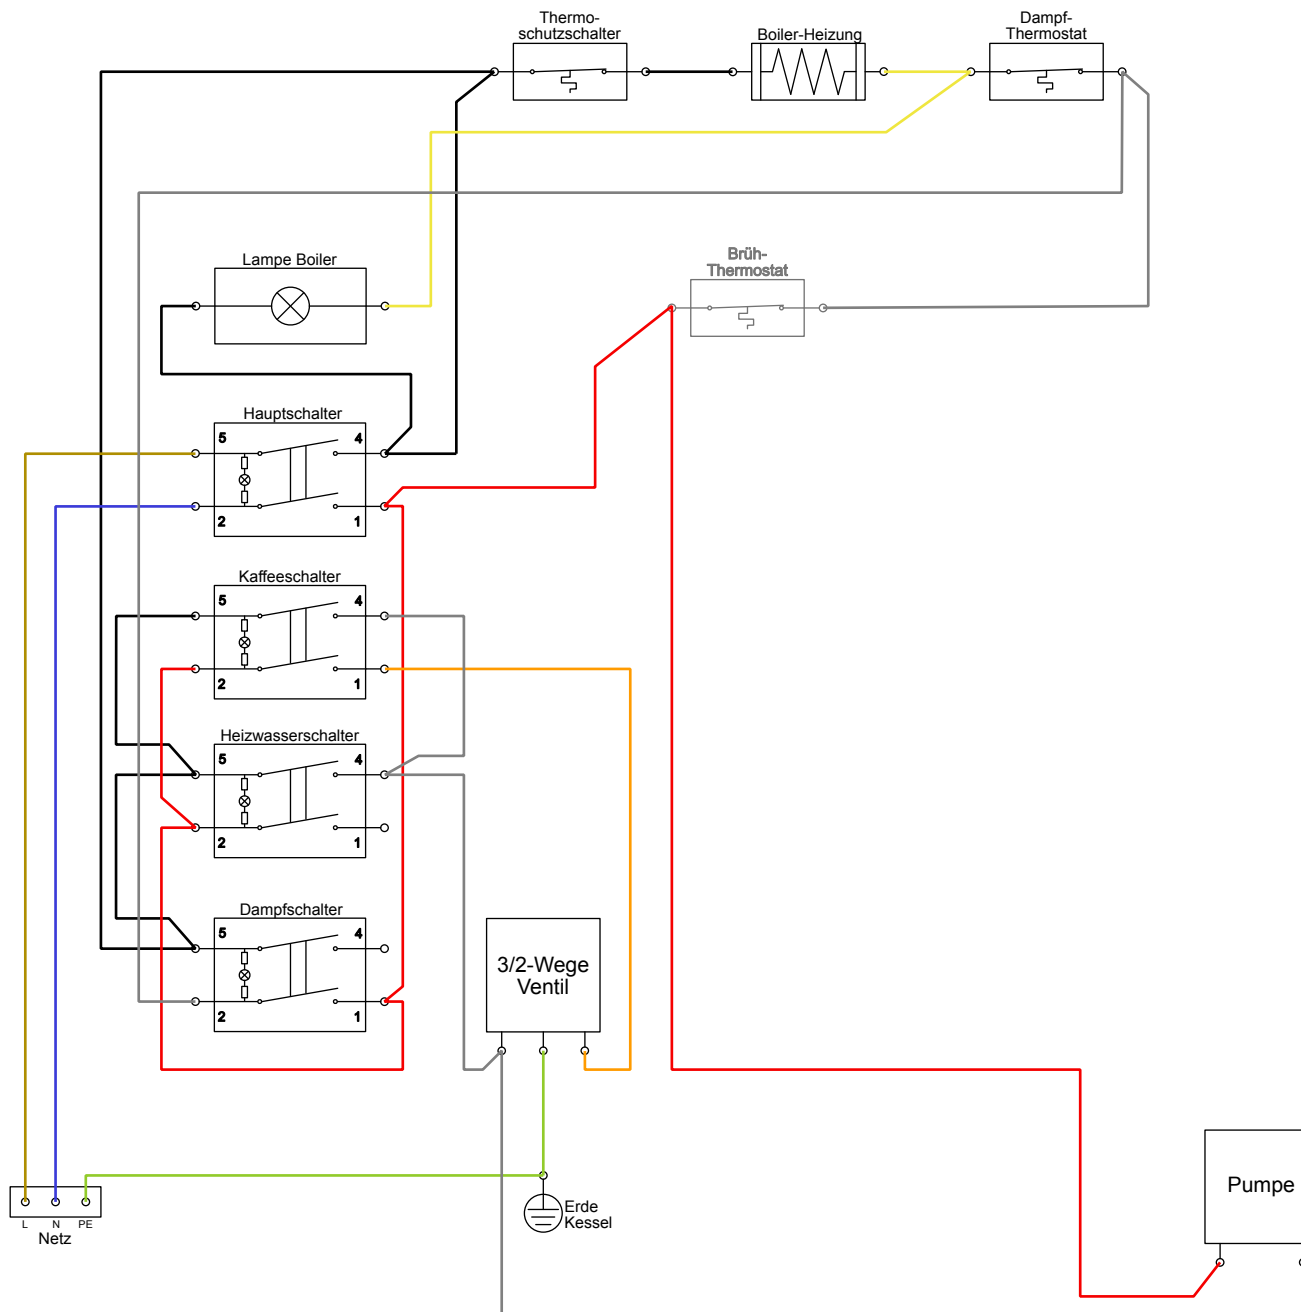 Thermo-
schutzschalter
Boiler-Heizung
Dampf-
Thermostat
Lampe Boiler
Brüh-
Thermostat
Hauptschalter
5 4
2 1
Kaffeeschalter
5 4
2 1
Heizwasserschalter
5 4
2 1
Dampfschalter
5 4
2 1
3/2-Wege
Ventil
Pumpe
L N PE
Netz
Erde
Kessel